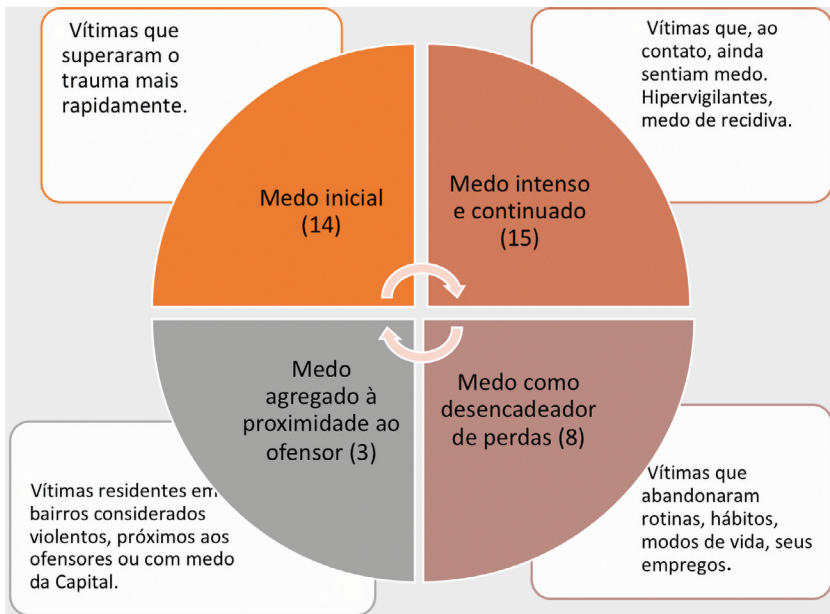 Vítimas que
superaram o
trauma mais
rapidamente.
Vítimas que, ao
contato, ainda
sentiam medo.
Hipervigilantes,
medo de recidiva.
Medo inicial
(14)
Medo intenso
e continuado
(15)
Medo
agregado à
proximidade ao
ofensor (3)
Medo como
desencadeador
de perdas (8)
Vítimas residentes em
bairros considerados
violentos, próximos aos
ofensores ou com medo
da Capital.
Vítimas que
abandonaram
rotinas, hábitos,
modos de vida, seus
empregos.